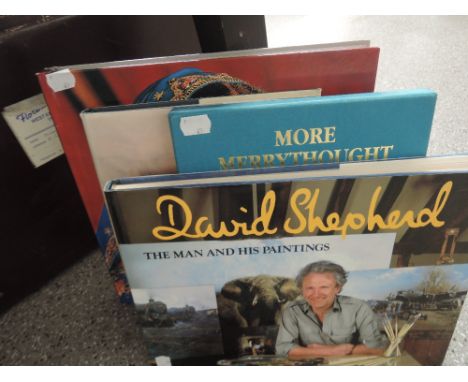 MORE
MERRYTHOUGHT
David Shepherd
THE MAN AND HIS PAINTINGS